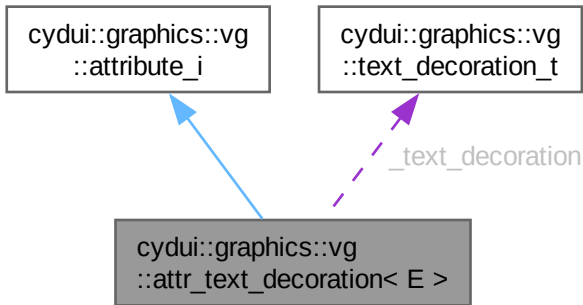 cydui::graphics::vg
::attribute_i
cydui::graphics::vg
::text_decoration_t
_text_decoration
cydui::graphics::vg
::attr_text_decoration< E >